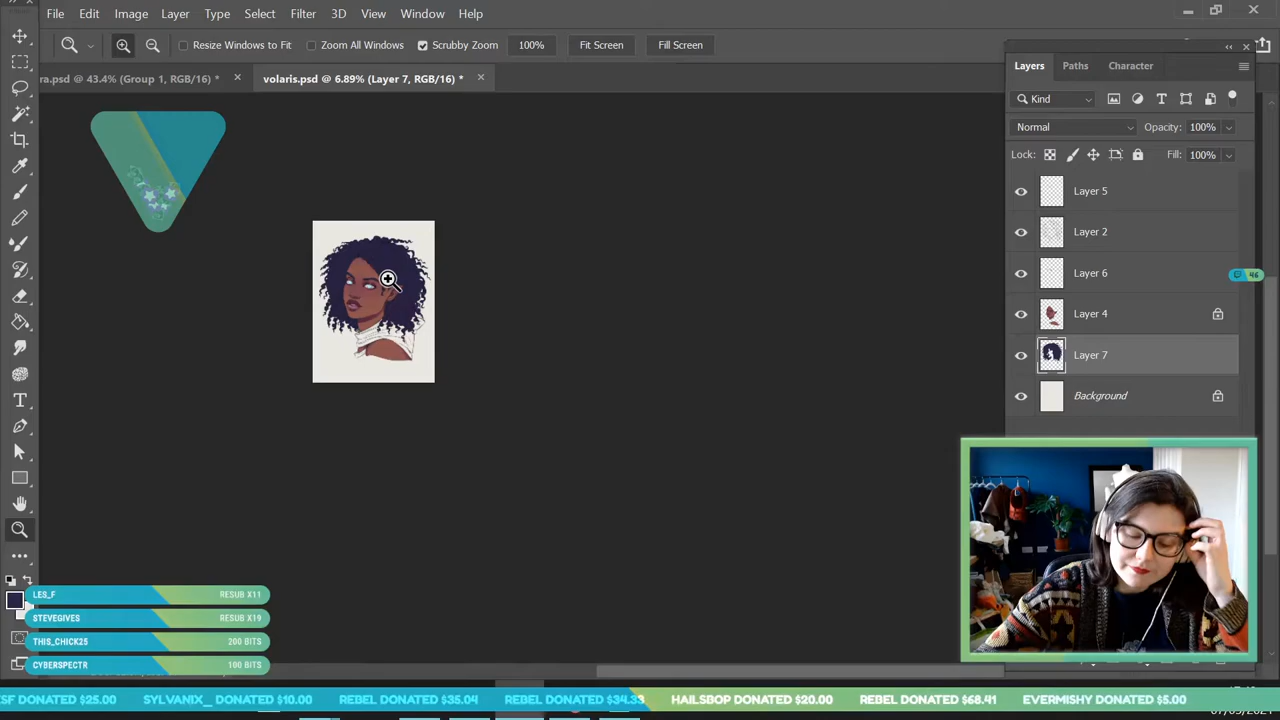 File Edit Image Layer Type Select Filter 3D View Window Help
Resize Windows to Fit Zoom All Windows Scrubby Zoom 100% Fit Screen Fill Screen
ra.psd @ 43.4% (Group 1, RGB/16) * volaris.psd @ 6.89% (Layer 7, RGB/16) *
Layers Paths Character
Kind
Normal Opacity: 100%
Lock: Fill: 100%
Layer 5
Layer 2
Layer 6
46
Layer 4
Layer 7
Background
LES_F RESUB X11
STEVEGIVES RESUB X19
THIS_CHICK25 200 BITS
CYBERSPECTR 100 BITS
SF DONATED $25.00 SYLVANIX_ DONATED $10.00 REBEL DONATED $35.04 REBEL DONATED $34.33 HAILSBOP DONATED $20.00 REBEL DONATED $68.41 EVERMISHY DONATED $5.00